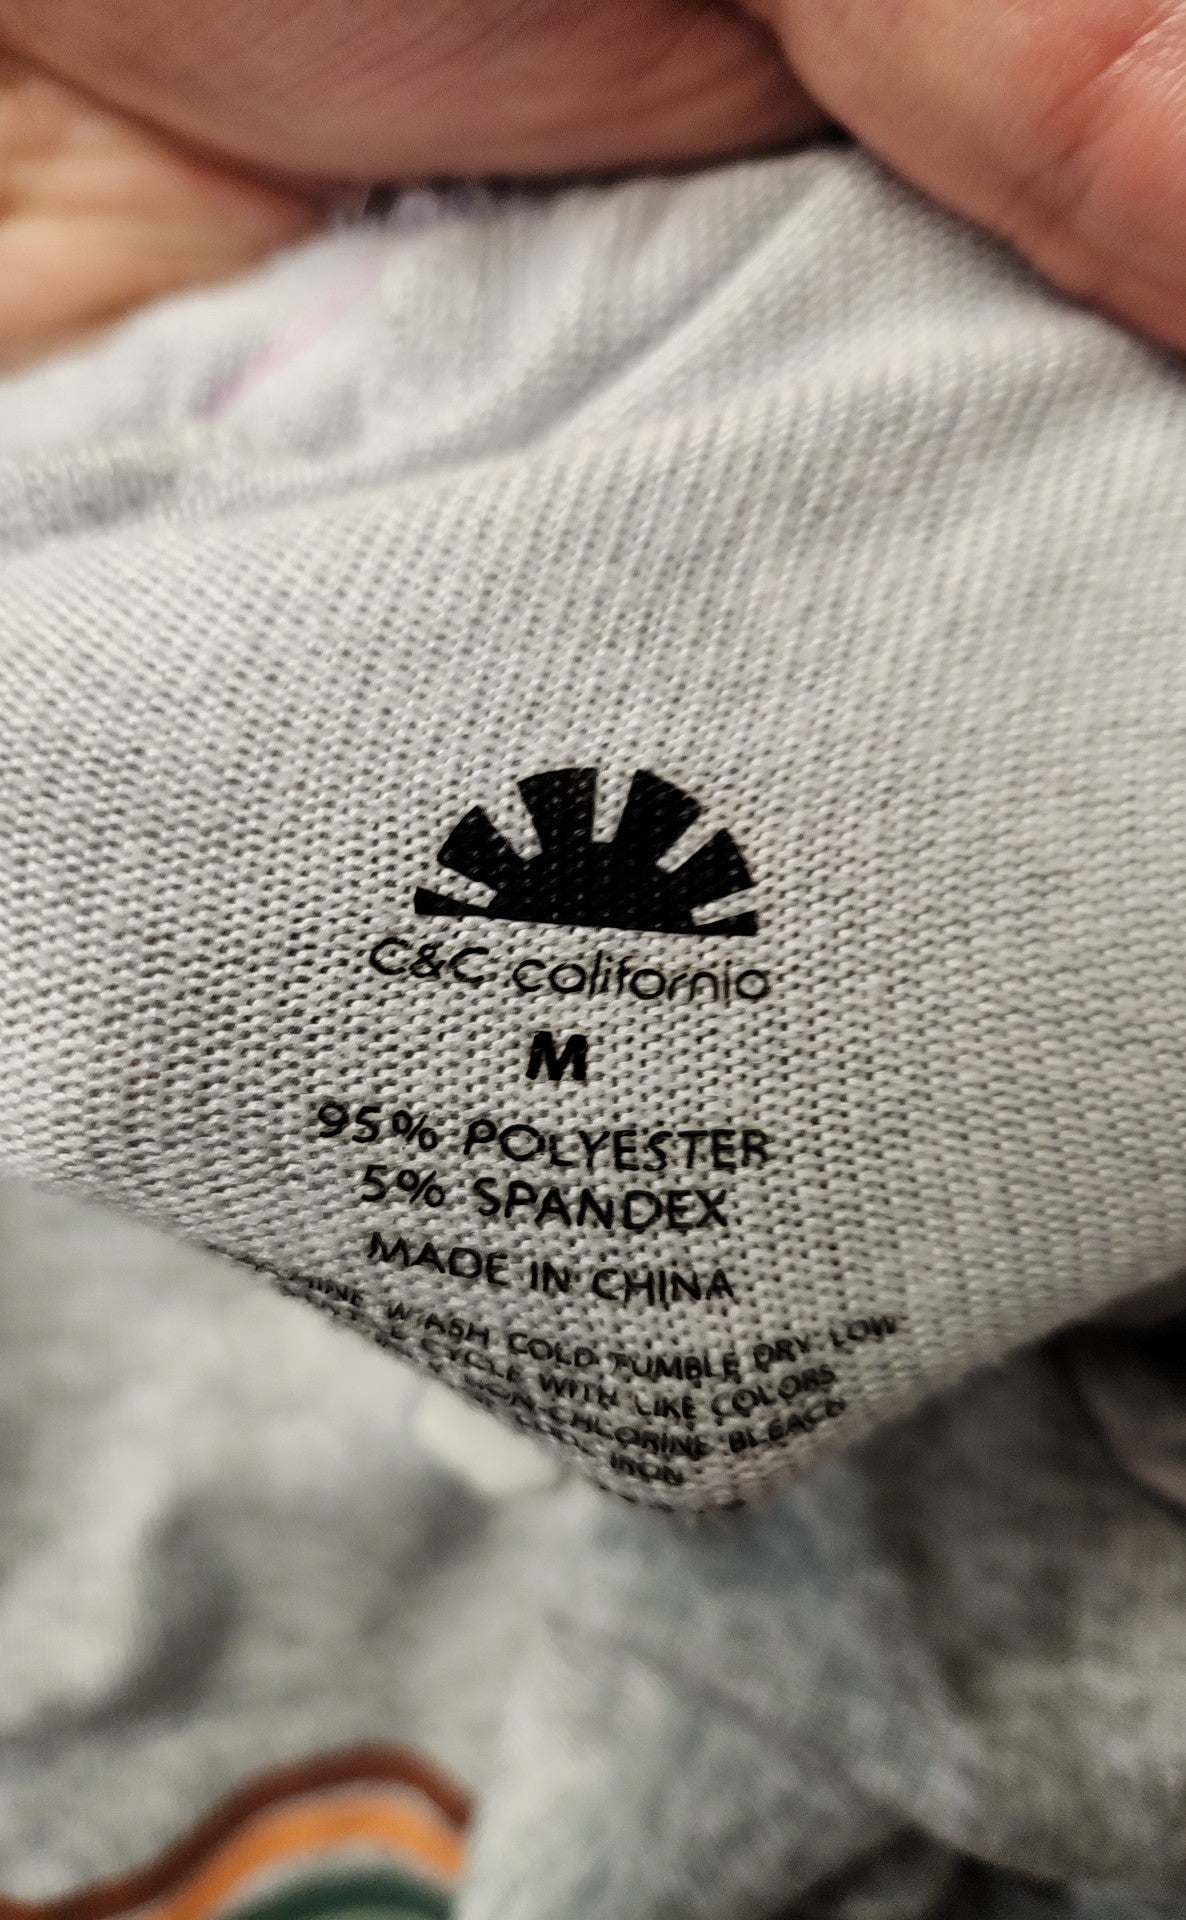 C&C california
M
95% POLYESTER
5% SPANDEX
MADE IN CHINA
WASH COLD TUMBLE DRY LOW
CYCLE WITH LIKE COLORS
NON-CHLORINE BLEACH
IRON